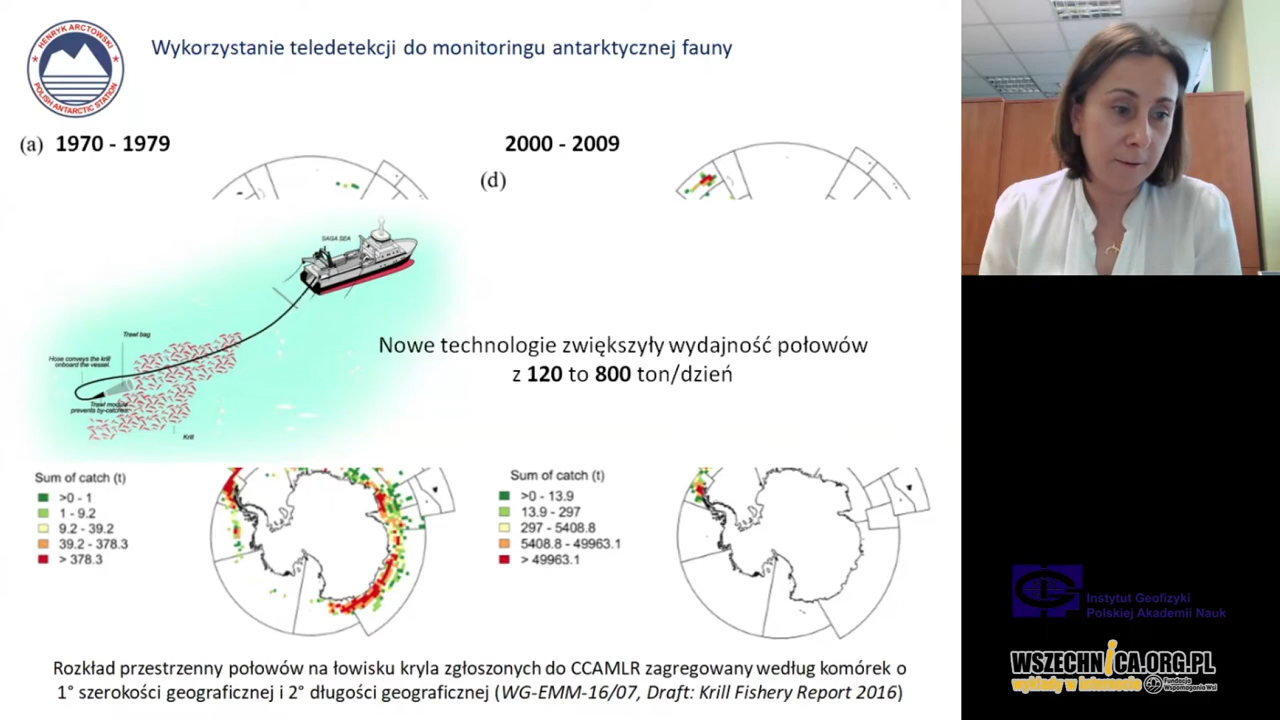 HENRYK ARCTOWSKI
POLISH ANTARCTIC STATION
Wykorzystanie teledetekcji do monitoringu antarktycznej fauny
(a) 1970 - 1979
2000 - 2009
(d)
SAGA SEA
Trawl bag
Hose conveys the krill
onboard the vessel.
Trawl module
prevents by-catches
Krill
Nowe technologie zwiększyły wydajność połowów
z 120 to 800 ton/dzień
Sum of catch (t)
>0 - 1
1 - 9.2
9.2 - 39.2
39.2 - 378.3
> 378.3
Sum of catch (t)
>0 - 13.9
13.9 - 297
297 - 5408.8
5408.8 - 49963.1
> 49963.1
Rozkład przestrzenny połowów na łowisku kryla zgłoszonych do CCAMLR zagregowany według komórek o
1° szerokości geograficznej i 2° długości geograficznej (WG-EMM-16/07, Draft: Krill Fishery Report 2016)
Instytut Geofizyki
Polskiej Akademii Nauk
WSZECHNICA.ORG.PL
wykłady w internecie
Fundacja
Wspomagania Wsi